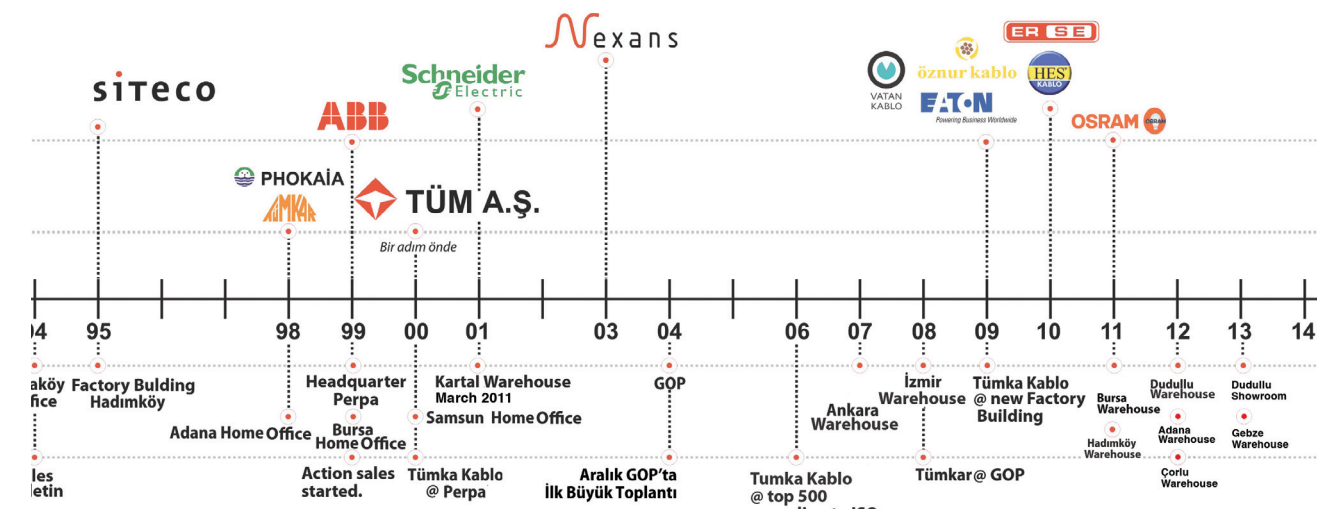 Nexans
ER SE
Schneider
Electric
siteco
VATAN
KABLO
öznur kablo
HES
KABLO
EATON
Powering Business Worldwide
ABB
OSRAM
OSRAM
PHOKAİA
TÜMKAR
TÜM A.Ş.
Bir adım önde
95
98
99
00
01
03
04
06
07
08
09
10
11
12
13
14
Factory Bulding
Hadımköy
Adana Home Office
Headquarter
Perpa
Bursa
Home Office
Action sales
started.
Kartal Warehouse
March 2011
Samsun Home Office
Tümka Kablo
@ Perpa
GOP
Aralık GOP'ta
İlk Büyük Toplantı
Tumka Kablo
@ top 500
Ankara
Warehouse
İzmir
Warehouse
Tümkar@ GOP
Tümka Kablo
@ new Factory
Building
Bursa
Warehouse
Hadımköy
Warehouse
Dudullu
Warehouse
Adana
Warehouse
Çorlu
Warehouse
Dudullu
Showroom
Gebze
Warehouse